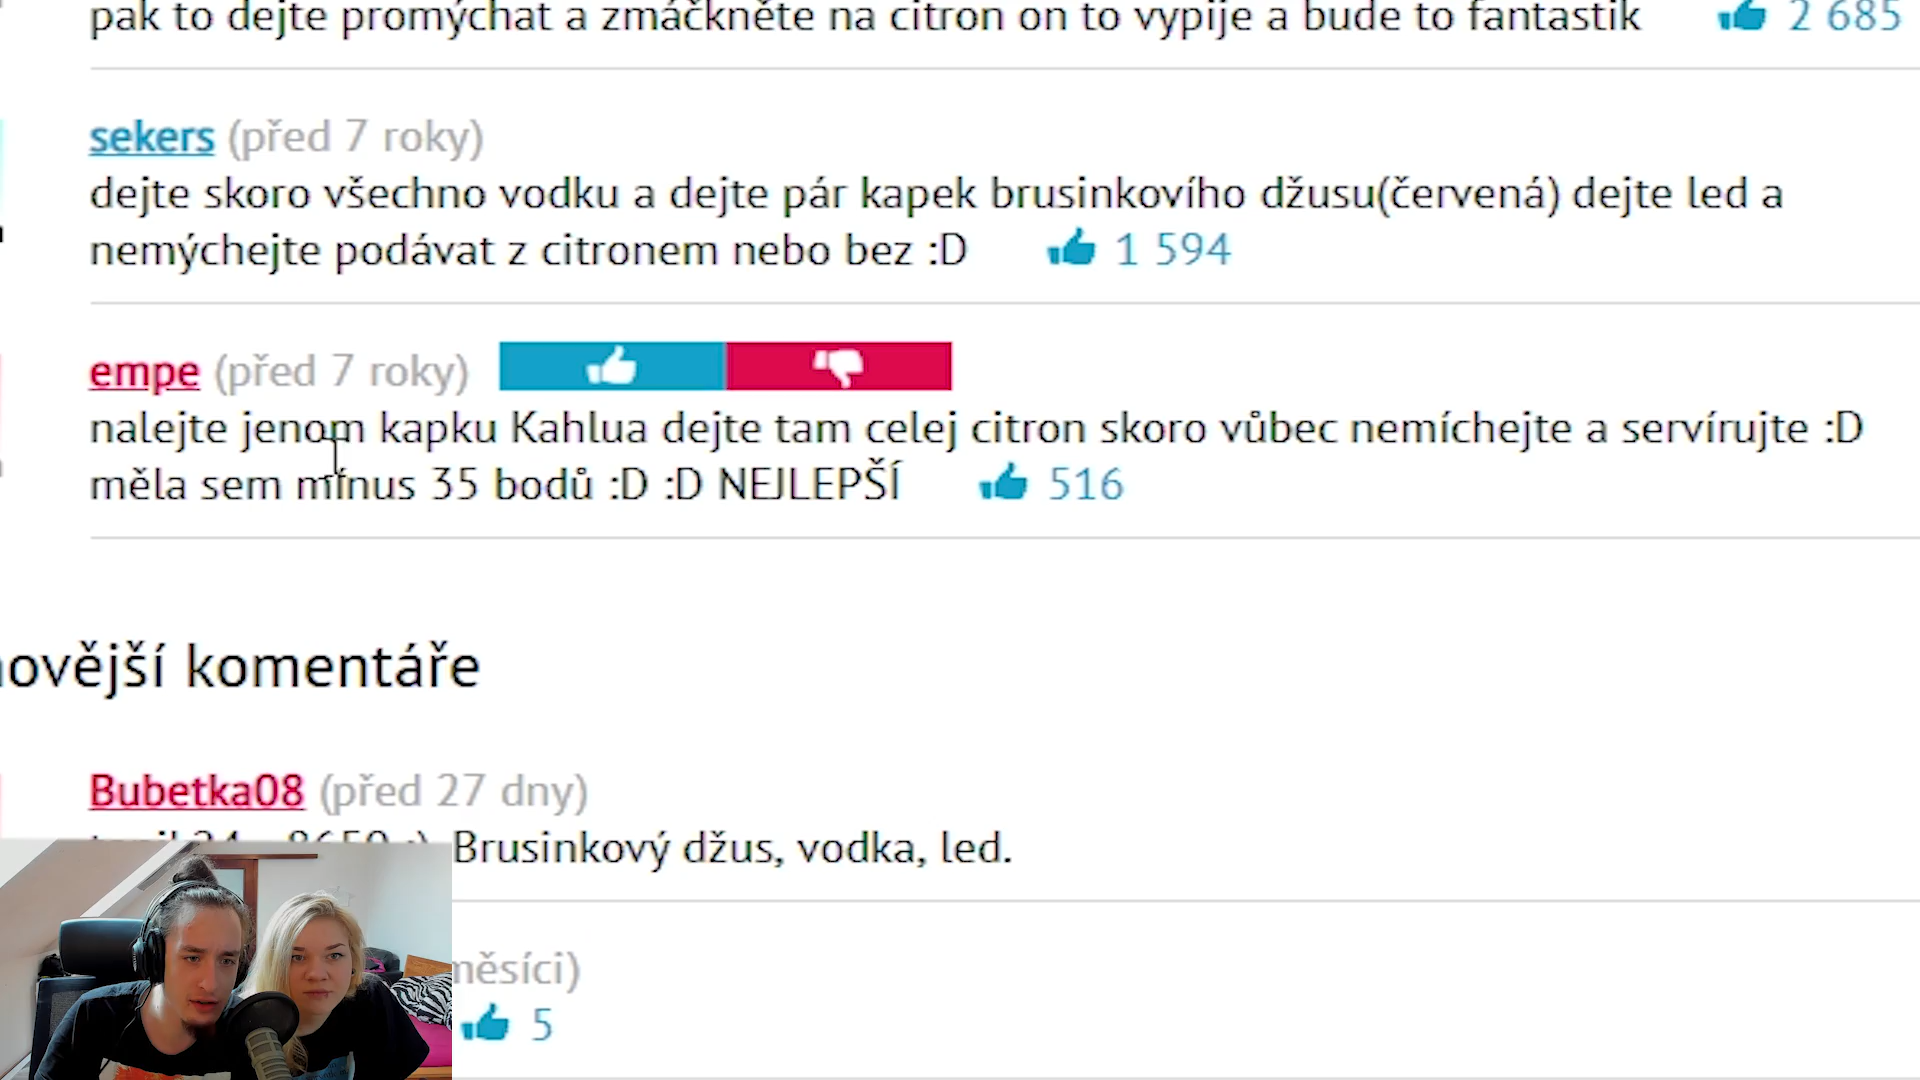 pak to dejte promýchat a zmáčkněte na citron on to vypije a bude to fantastik 2 685
sekers (před 7 roky)
dejte skoro všechno vodku a dejte pár kapek brusinkovího džusu(červená) dejte led a
nemýchejte podávat z citronem nebo bez :D 1 594
empe (před 7 roky)
nalejte jenom kapku Kahlua dejte tam celej citron skoro vůbec nemíchejte a servírujte :D
měla sem mínus 35 bodů :D :D NEJLEPŠÍ 516
ovější komentáře
Bubetka08 (před 27 dny)
Brusinkový džus, vodka, led.
měsíci)
5